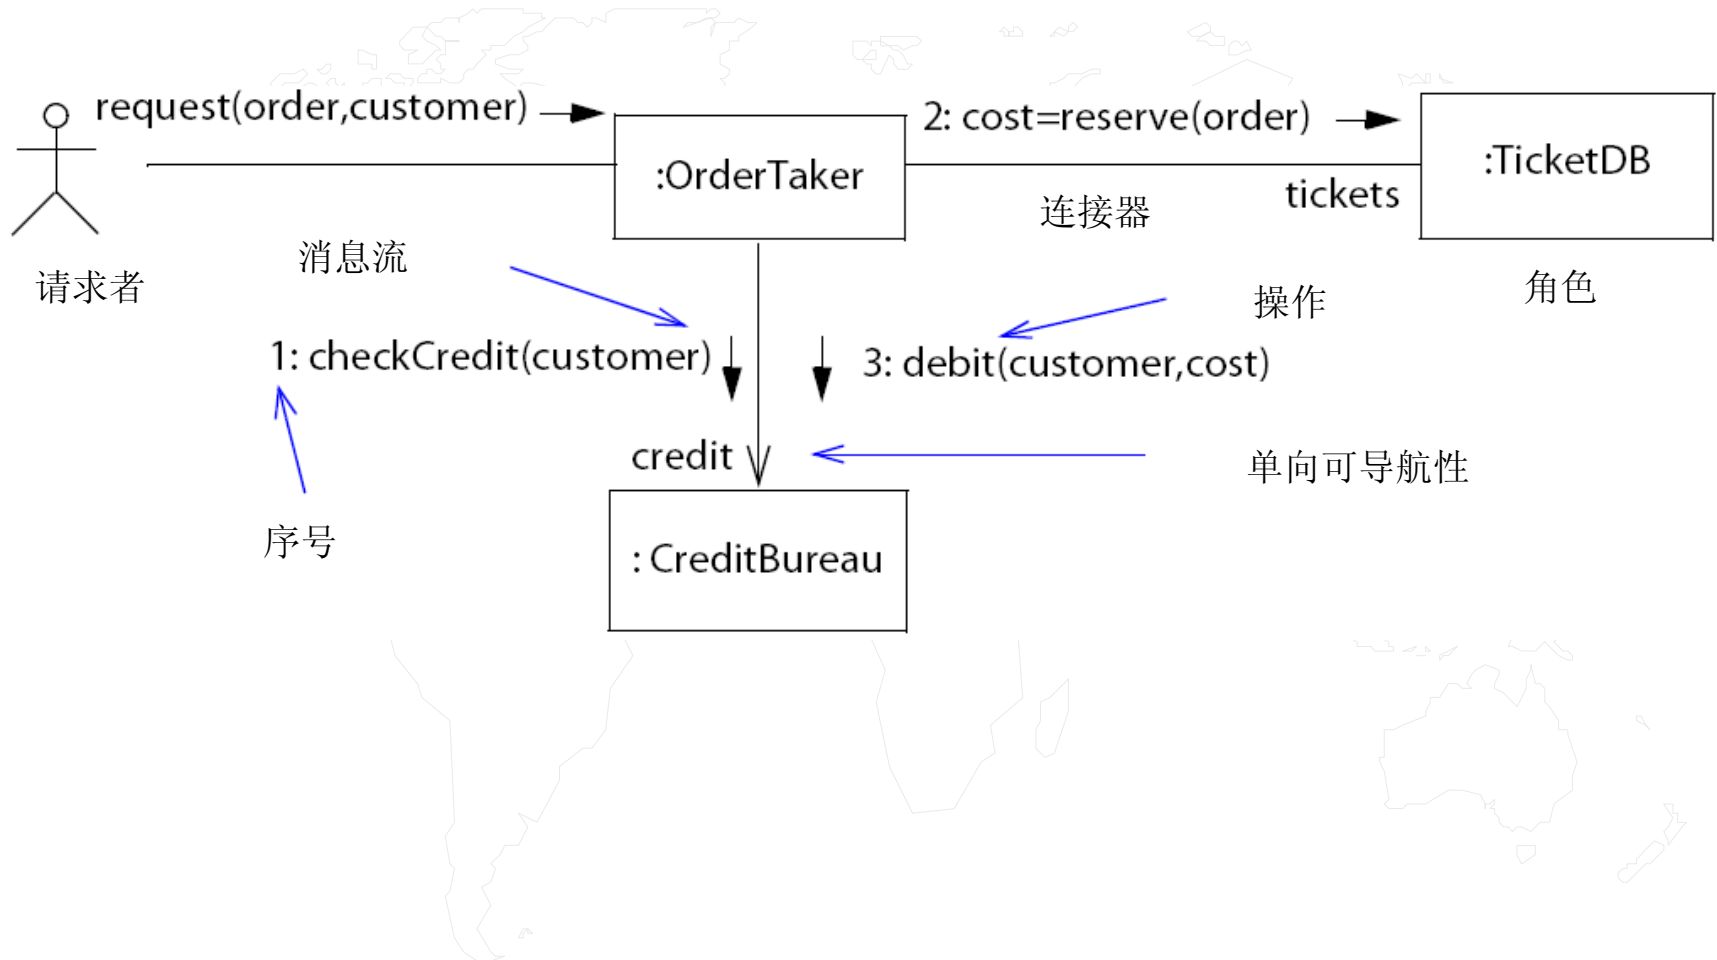 request(order,customer)
2: cost=reserve(order)
:OrderTaker
:TicketDB
tickets
连接器
消息流
请求者
角色
操作
1: checkCredit(customer)
3: debit(customer,cost)
credit
单向可导航性
序号
: CreditBureau